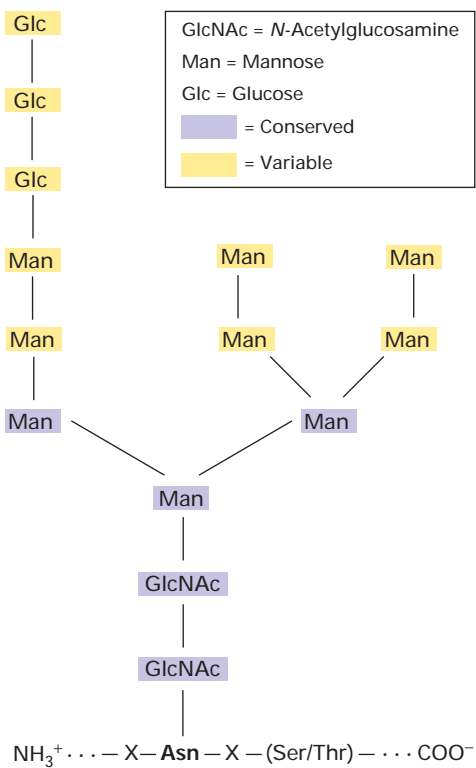 Glc
GlcNAc = N-Acetylglucosamine
Man = Mannose
Glc = Glucose
= Conserved
= Variable
Glc
Glc
Man
Man
Man
Man
Man
Man
Man
Man
Man
GlcNAc
GlcNAc
NH₃⁺ · · · — X — Asn — X — (Ser/Thr) — · · · COO⁻